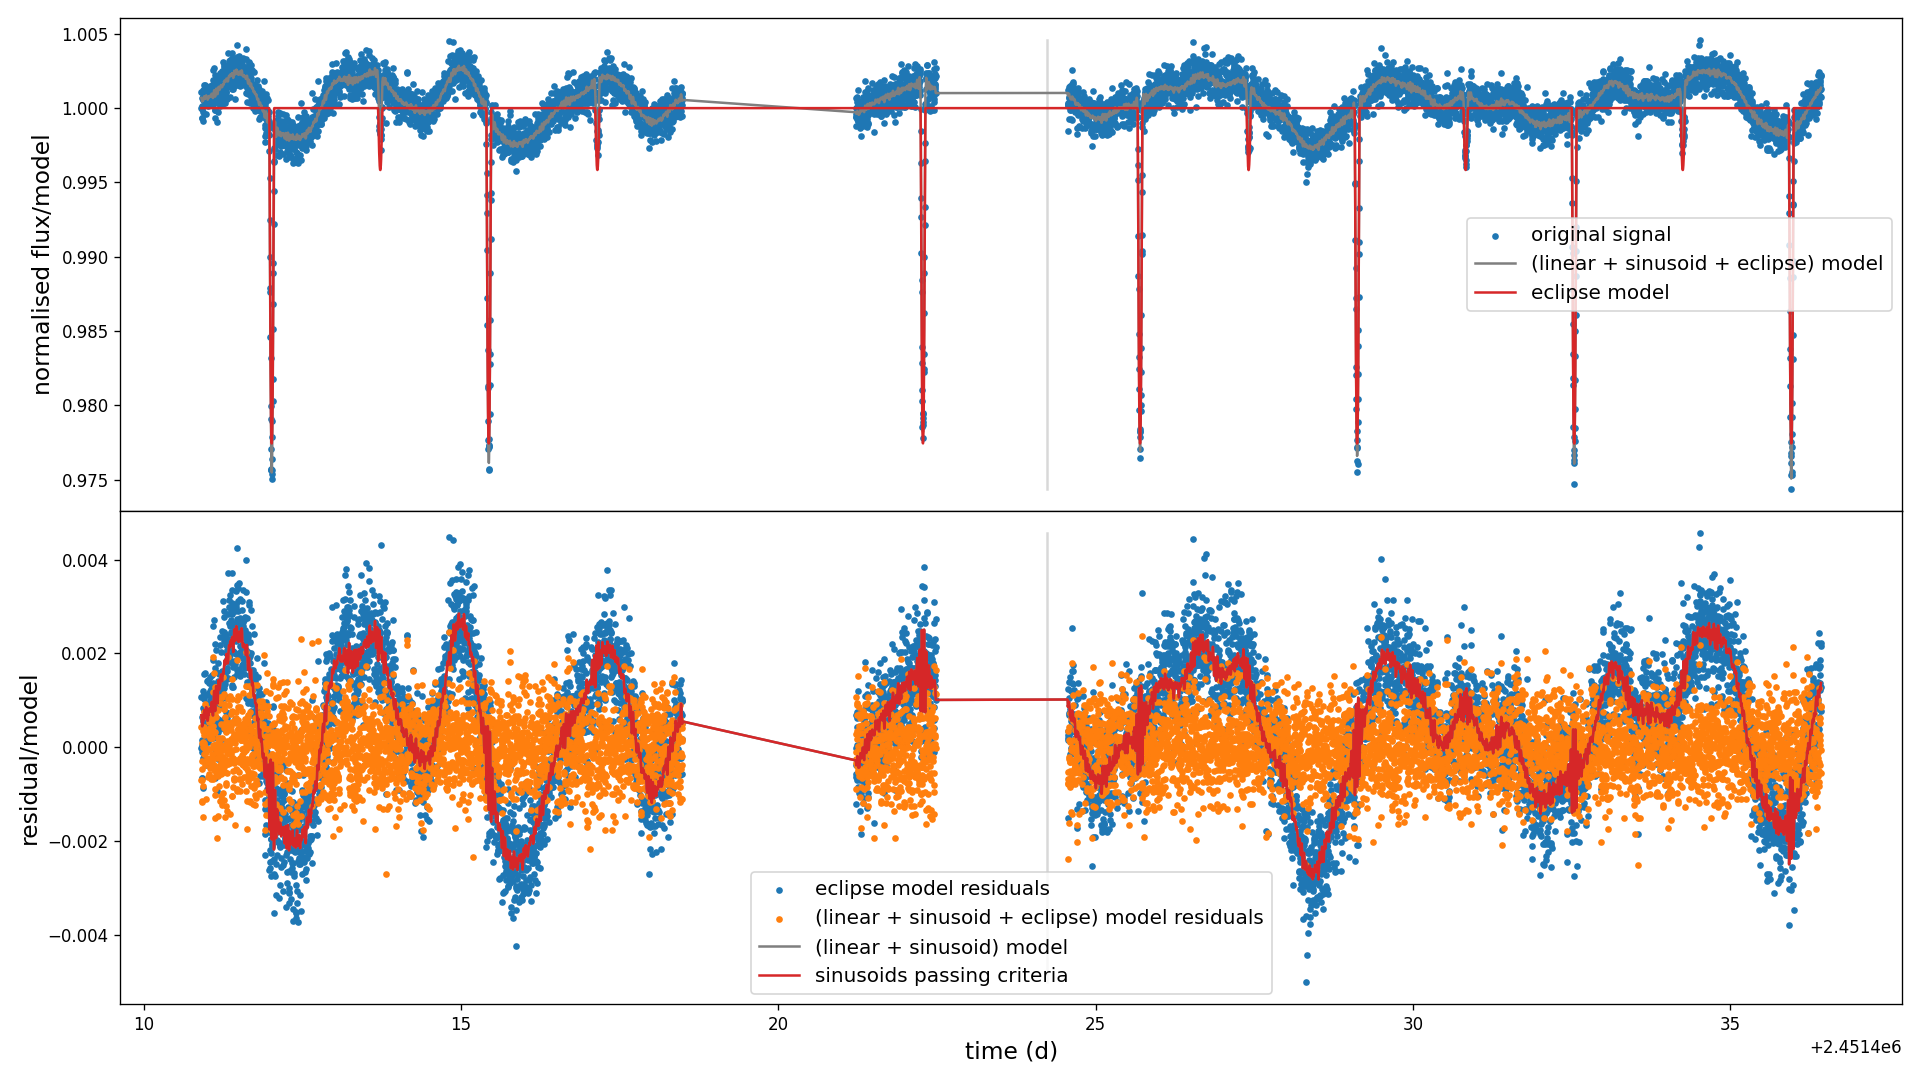 normalised flux/model
1.005
1.000
0.995
0.990
0.985
0.980
0.975
original signal
(linear + sinusoid + eclipse) model
eclipse model
residual/model
0.004
0.002
0.000
−0.002
−0.004
eclipse model residuals
(linear + sinusoid + eclipse) model residuals
(linear + sinusoid) model
sinusoids passing criteria
10
15
20
25
30
35
time (d)
+2.4514e6